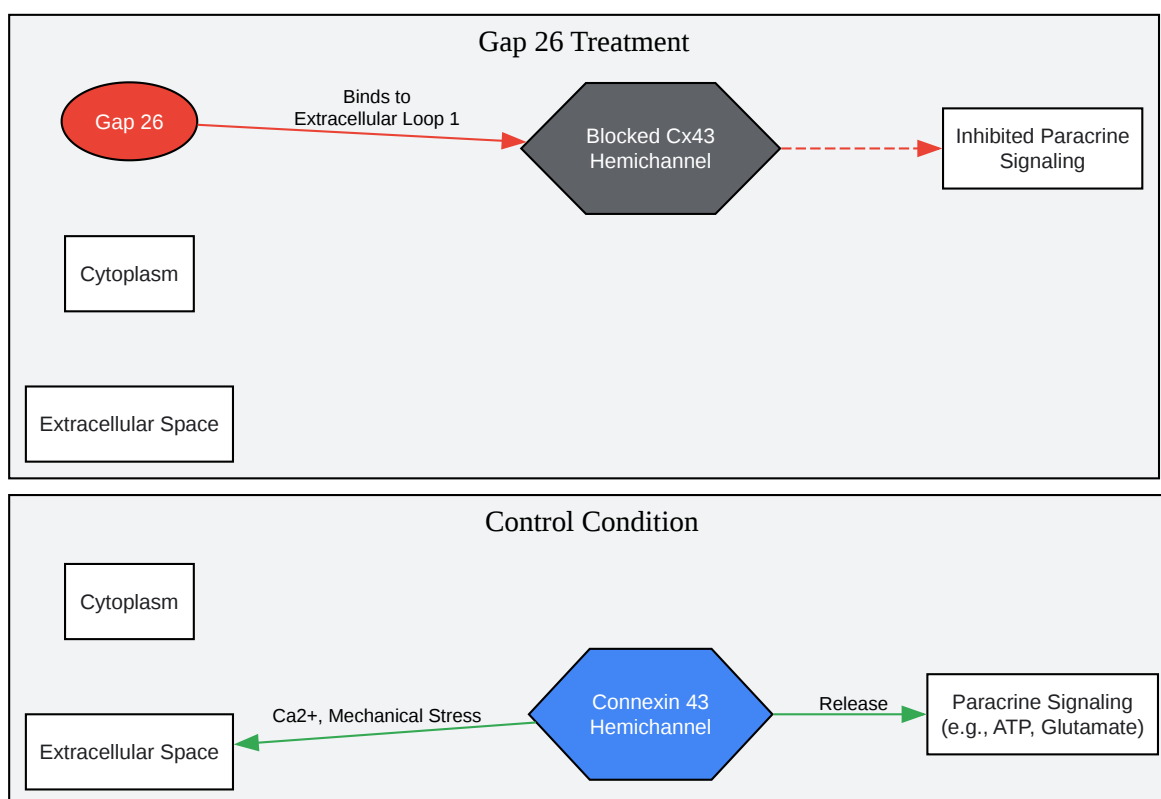 Gap 26 Treatment
Gap 26
Binds to
Extracellular Loop 1
Blocked Cx43
Hemichannel
Inhibited Paracrine
Signaling
Cytoplasm
Extracellular Space
Control Condition
Cytoplasm
Extracellular Space
Ca2+, Mechanical Stress
Connexin 43
Hemichannel
Release
Paracrine Signaling
(e.g., ATP, Glutamate)